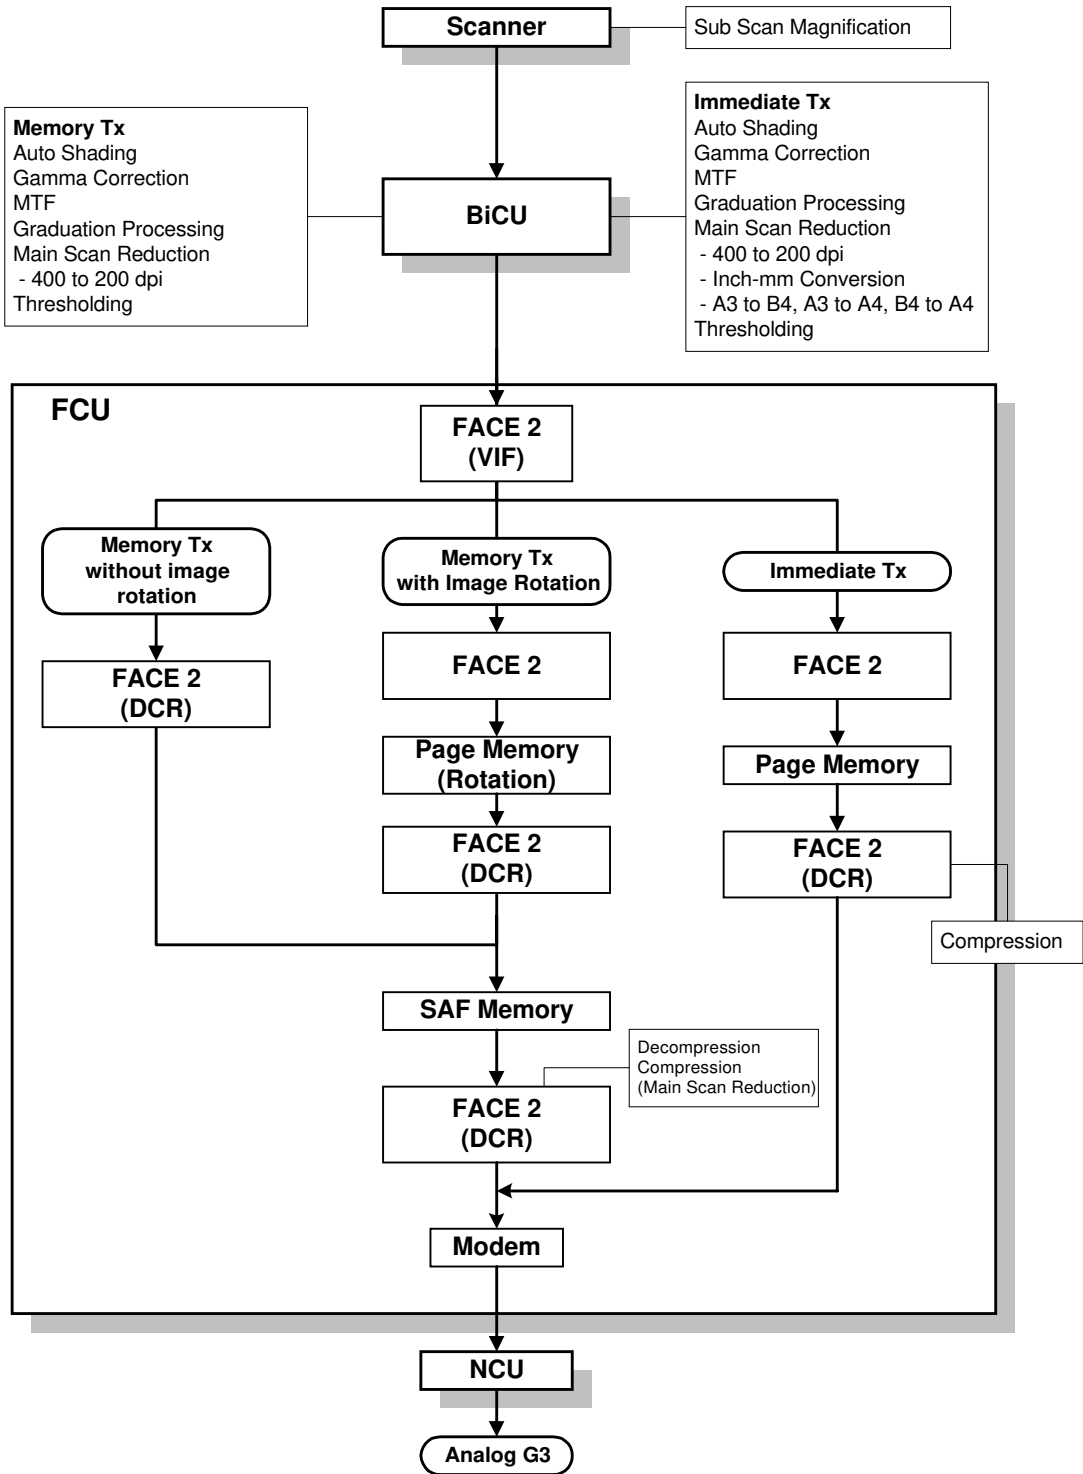 Scanner
Sub Scan Magnification
Memory Tx
Auto Shading
Gamma Correction
MTF
Graduation Processing
Main Scan Reduction
- 400 to 200 dpi
Thresholding
BiCU
Immediate Tx
Auto Shading
Gamma Correction
MTF
Graduation Processing
Main Scan Reduction
- 400 to 200 dpi
- Inch-mm Conversion
- A3 to B4, A3 to A4, B4 to A4
Thresholding
FCU
FACE 2
(VIF)
Memory Tx
without image
rotation
Memory Tx
with Image Rotation
Immediate Tx
FACE 2
(DCR)
FACE 2
FACE 2
Page Memory
(Rotation)
Page Memory
FACE 2
(DCR)
FACE 2
(DCR)
Compression
SAF Memory
Decompression
Compression
(Main Scan Reduction)
FACE 2
(DCR)
Modem
NCU
Analog G3